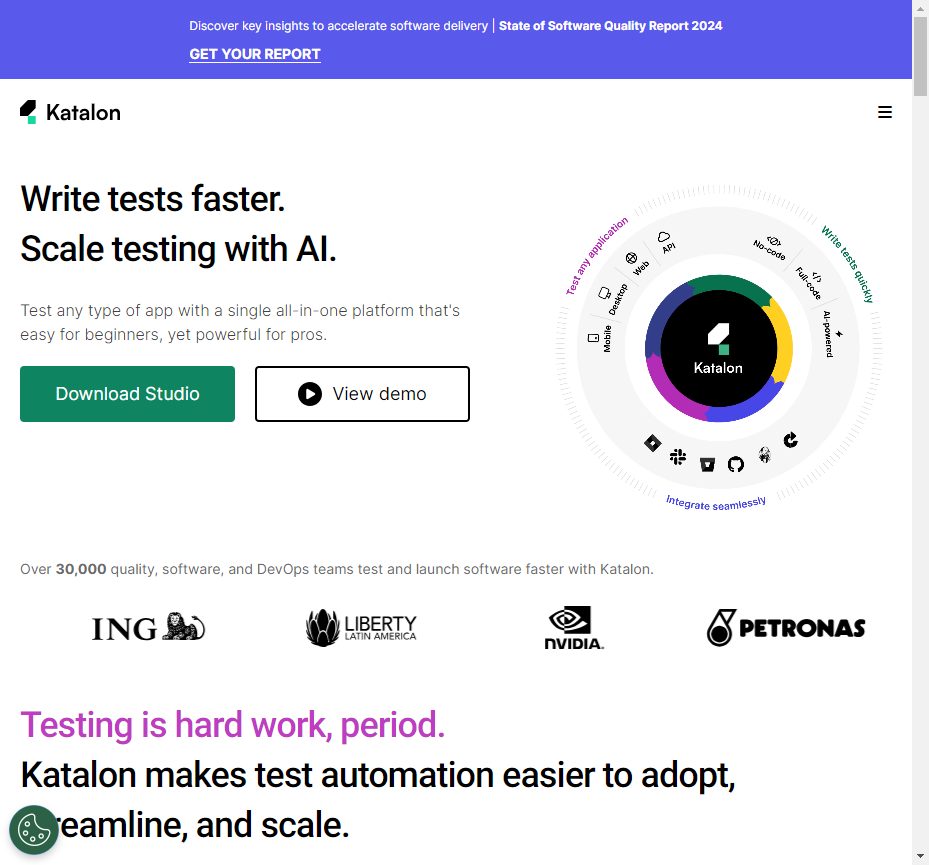 Discover key insights to accelerate software delivery | State of Software Quality Report 2024
GET YOUR REPORT
Katalon
Write tests faster.
Scale testing with AI.
Test any type of app with a single all-in-one platform that's
easy for beginners, yet powerful for pros.
Download Studio
View demo
Test any application
Mobile
Desktop
Web
API
Write tests quickly
No-code
Full-code
AI-powered
Katalon
Integrate seamlessly
Over 30,000 quality, software, and DevOps teams test and launch software faster with Katalon.
ING
LIBERTY
LATIN AMERICA
NVIDIA.
PETRONAS
Testing is hard work, period.
Katalon makes test automation easier to adopt,
reamline, and scale.